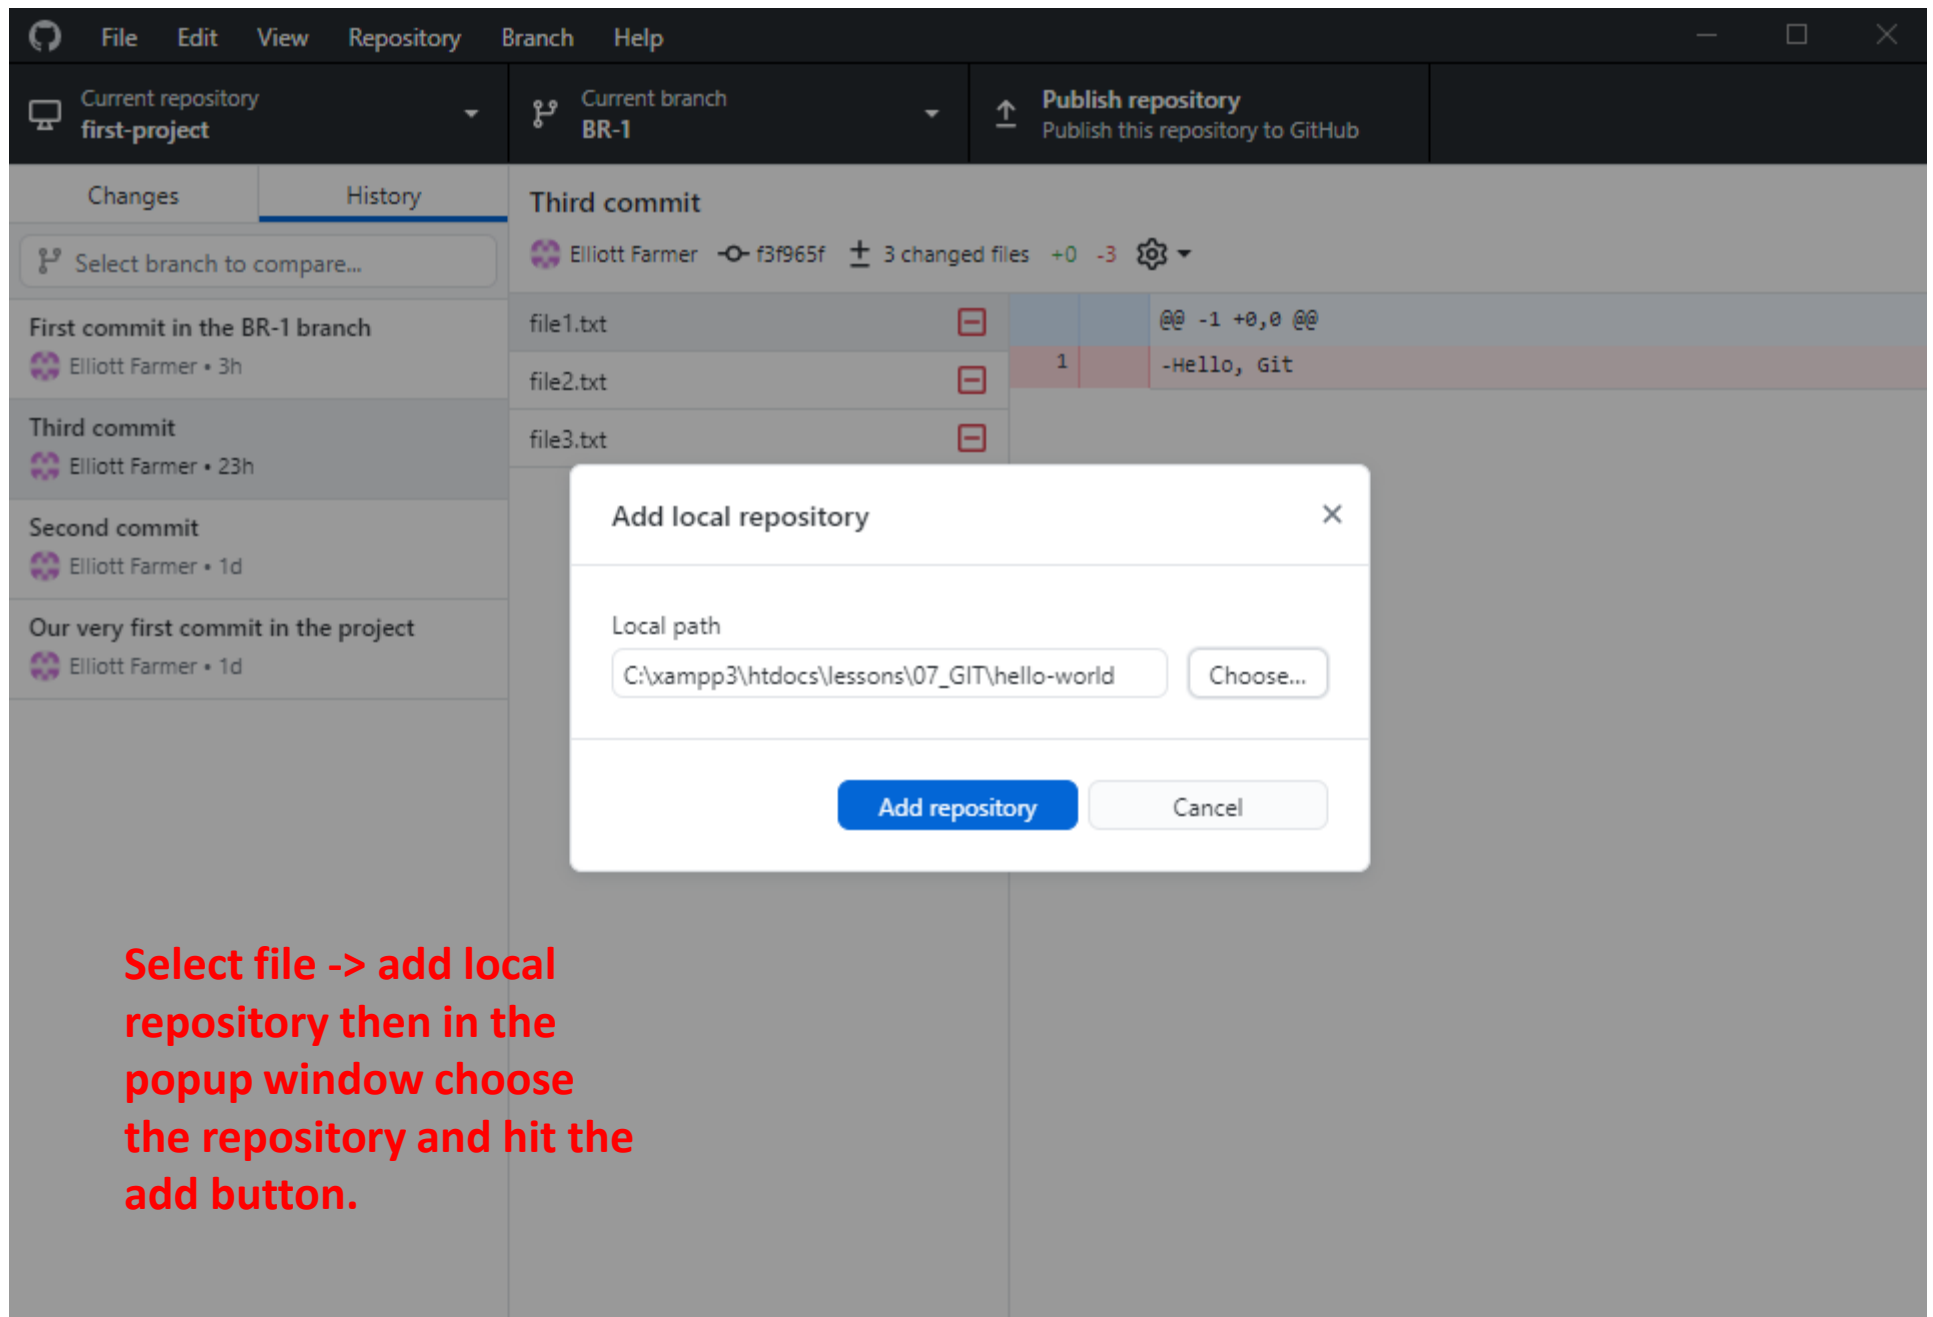 File Edit View Repository Branch Help
Current repository
first-project
Current branch
BR-1
Publish repository
Publish this repository to GitHub
Changes History
Select branch to compare...
First commit in the BR-1 branch
Elliott Farmer • 3h
Third commit
Elliott Farmer • 23h
Second commit
Elliott Farmer • 1d
Our very first commit in the project
Elliott Farmer • 1d
Third commit
Elliott Farmer f3f965f 3 changed files +0 -3
file1.txt
file2.txt
file3.txt
@@ -1 +0,0 @@
1 -Hello, Git
Add local repository
Local path
C:\xampp3\htdocs\lessons\07_GIT\hello-world Choose...
Add repository Cancel
Select file -> add local
repository then in the
popup window choose
the repository and hit the
add button.